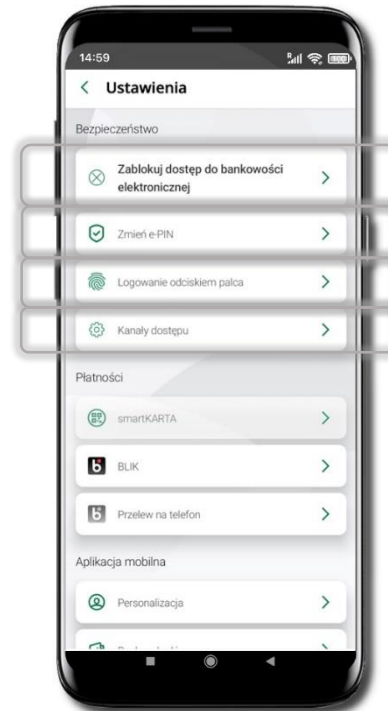 14:59
Ustawienia
Bezpieczeństwo
Zablokuj dostęp do bankowości
elektronicznej
Zmień e-PIN
Logowanie odciskiem palca
Kanały dostępu
Płatności
smartKARTA
BLIK
Przelew na telefon
Aplikacja mobilna
Personalizacja